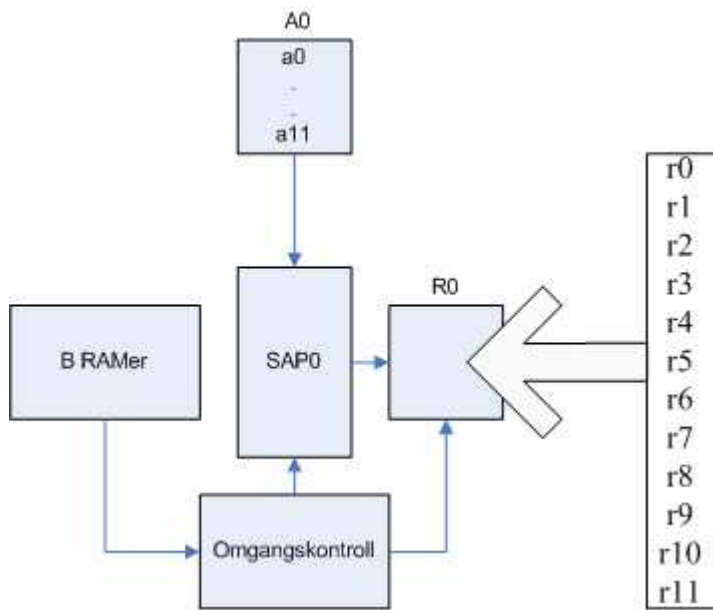 A0
a0
.
.
a11
R0
B RAMer
SAP0
Omgangskontroll
r0
r1
r2
r3
r4
r5
r6
r7
r8
r9
r10
r11